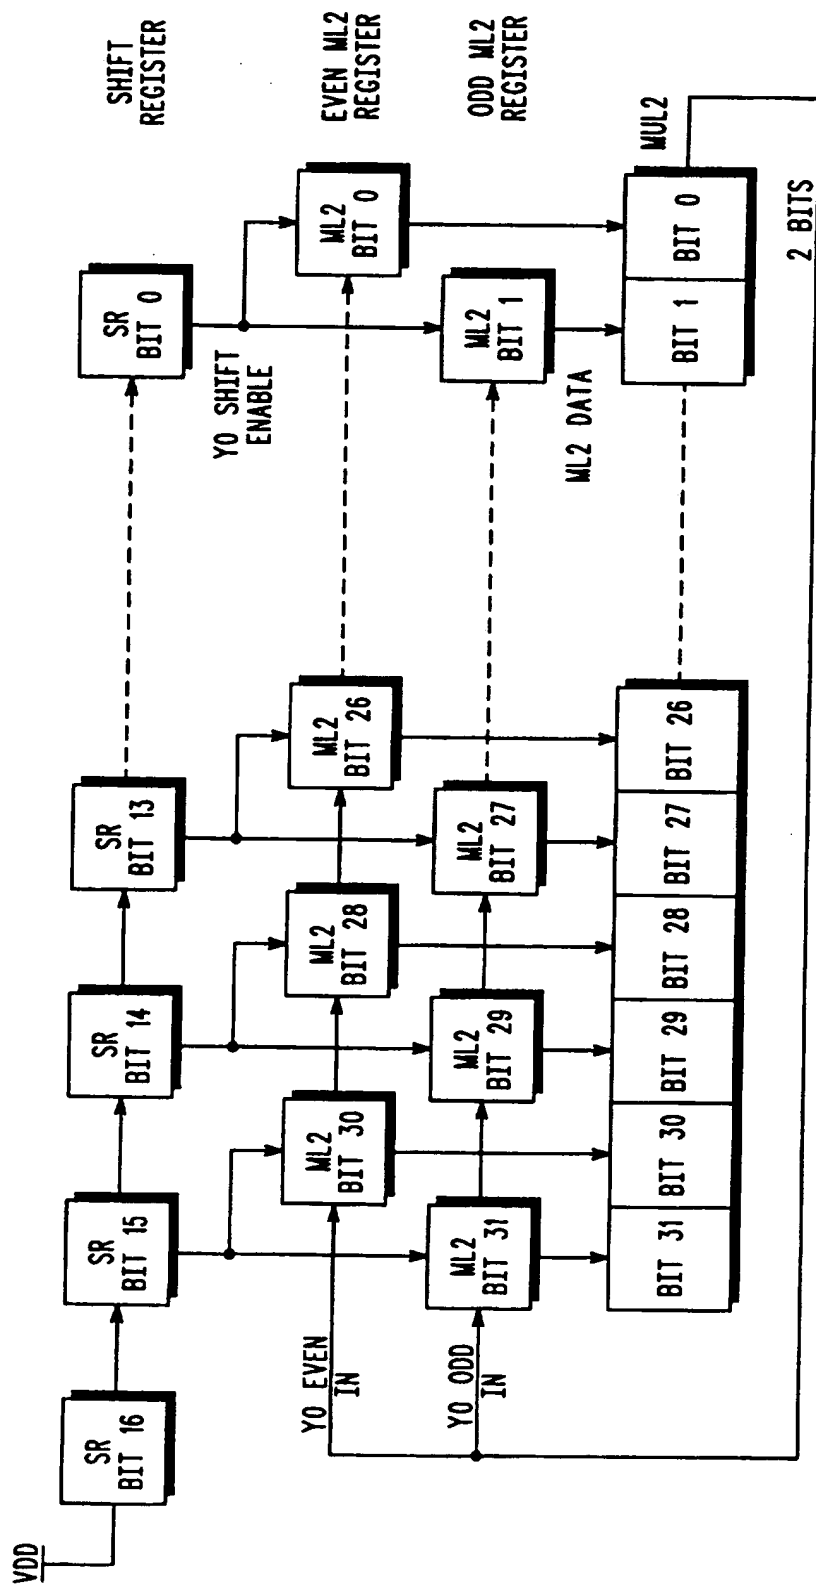 VDD
SR
BIT 16
SR
BIT 15
SR
BIT 14
SR
BIT 13
SR
BIT 0
SHIFT
REGISTER
YO SHIFT
ENABLE
YO EVEN
IN
ML2
BIT 30
ML2
BIT 28
ML2
BIT 26
ML2
BIT 0
EVEN ML2
REGISTER
YO ODD
IN
ML2
BIT 31
ML2
BIT 29
ML2
BIT 27
ML2
BIT 1
ODD ML2
REGISTER
ML2 DATA
BIT 31
BIT 30
BIT 29
BIT 28
BIT 27
BIT 26
BIT 1
BIT 0
MUL2
2 BITS